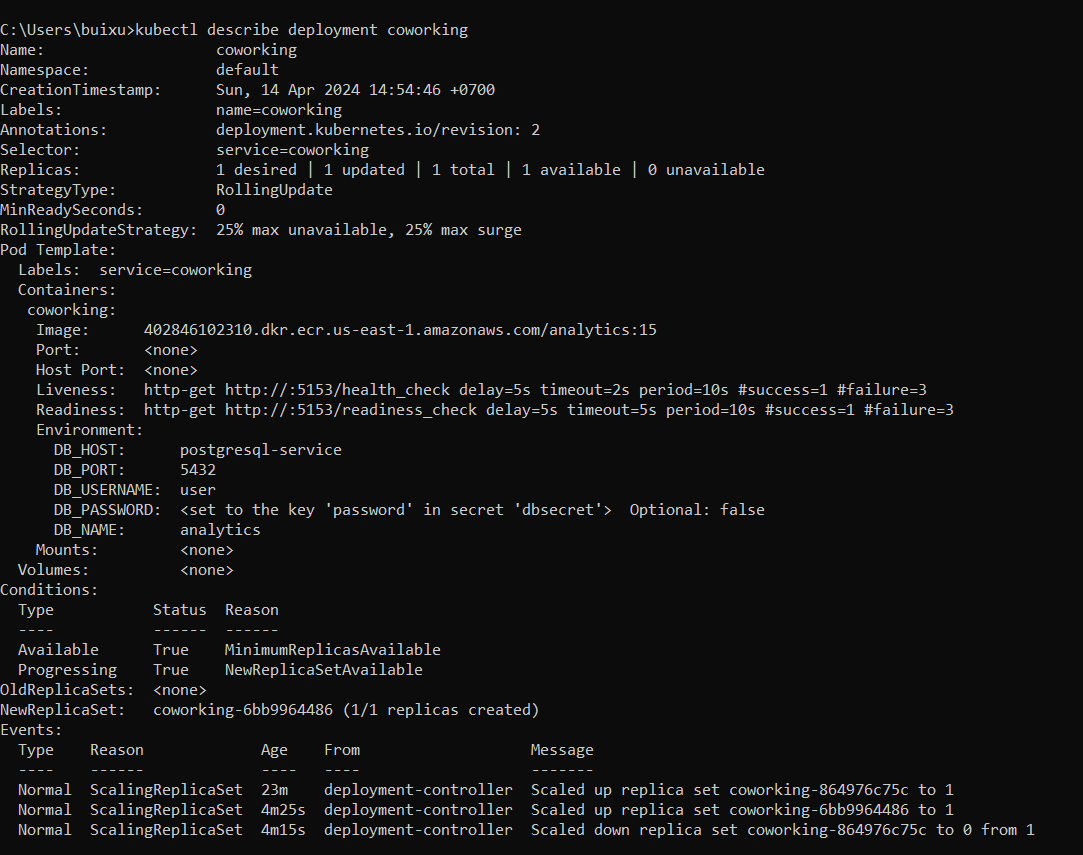 C:\Users\buixu>kubectl describe deployment coworking
Name:                   coworking
Namespace:              default
CreationTimestamp:      Sun, 14 Apr 2024 14:54:46 +0700
Labels:                 name=coworking
Annotations:            deployment.kubernetes.io/revision: 2
Selector:               service=coworking
Replicas:               1 desired | 1 updated | 1 total | 1 available | 0 unavailable
StrategyType:           RollingUpdate
MinReadySeconds:        0
RollingUpdateStrategy:  25% max unavailable, 25% max surge
Pod Template:
  Labels:  service=coworking
  Containers:
   coworking:
    Image:      402846102310.dkr.ecr.us-east-1.amazonaws.com/analytics:15
    Port:       <none>
    Host Port:  <none>
    Liveness:   http-get http://:5153/health_check delay=5s timeout=2s period=10s #success=1 #failure=3
    Readiness:  http-get http://:5153/readiness_check delay=5s timeout=5s period=10s #success=1 #failure=3
    Environment:
      DB_HOST:      postgresql-service
      DB_PORT:      5432
      DB_USERNAME:  user
      DB_PASSWORD:  <set to the key 'password' in secret 'dbsecret'>  Optional: false
      DB_NAME:      analytics
    Mounts:         <none>
  Volumes:          <none>
Conditions:
  Type           Status  Reason
  ----           ------  ------
  Available      True    MinimumReplicasAvailable
  Progressing    True    NewReplicaSetAvailable
OldReplicaSets:  <none>
NewReplicaSet:   coworking-6bb9964486 (1/1 replicas created)
Events:
  Type    Reason             Age    From                   Message
  ----    ------             ----   ----                   -------
  Normal  ScalingReplicaSet  23m    deployment-controller  Scaled up replica set coworking-864976c75c to 1
  Normal  ScalingReplicaSet  4m25s  deployment-controller  Scaled up replica set coworking-6bb9964486 to 1
  Normal  ScalingReplicaSet  4m15s  deployment-controller  Scaled down replica set coworking-864976c75c to 0 from 1